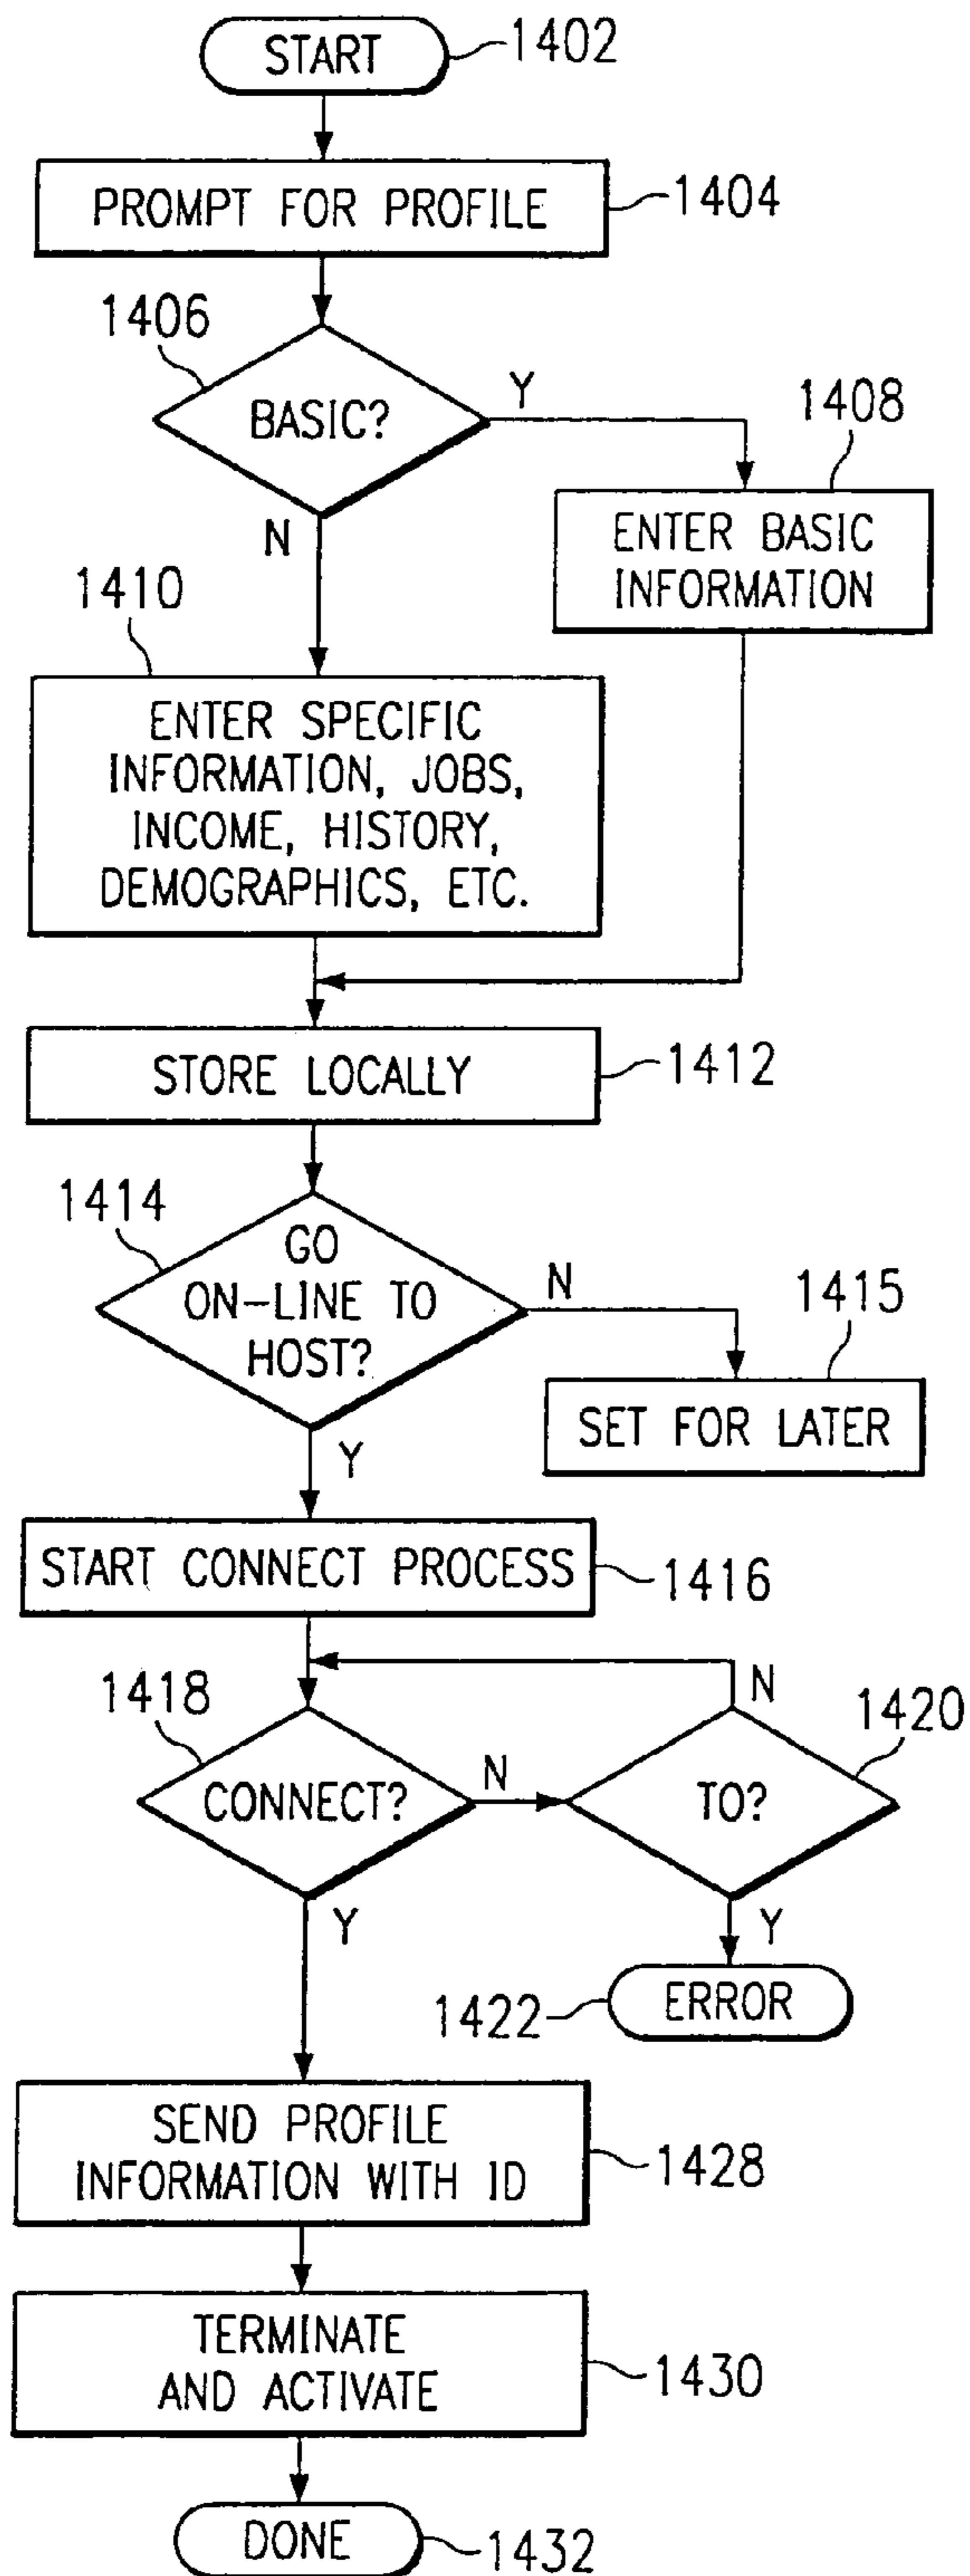 START
1402
PROMPT FOR PROFILE
1404
1406
BASIC?
Y
N
1408
ENTER BASIC
INFORMATION
1410
ENTER SPECIFIC
INFORMATION, JOBS,
INCOME, HISTORY,
DEMOGRAPHICS, ETC.
STORE LOCALLY
1412
1414
GO
ON-LINE TO
HOST?
N
Y
1415
SET FOR LATER
START CONNECT PROCESS
1416
1418
CONNECT?
N
Y
1420
TO?
N
Y
1422
ERROR
SEND PROFILE
INFORMATION WITH ID
1428
TERMINATE
AND ACTIVATE
1430
DONE
1432